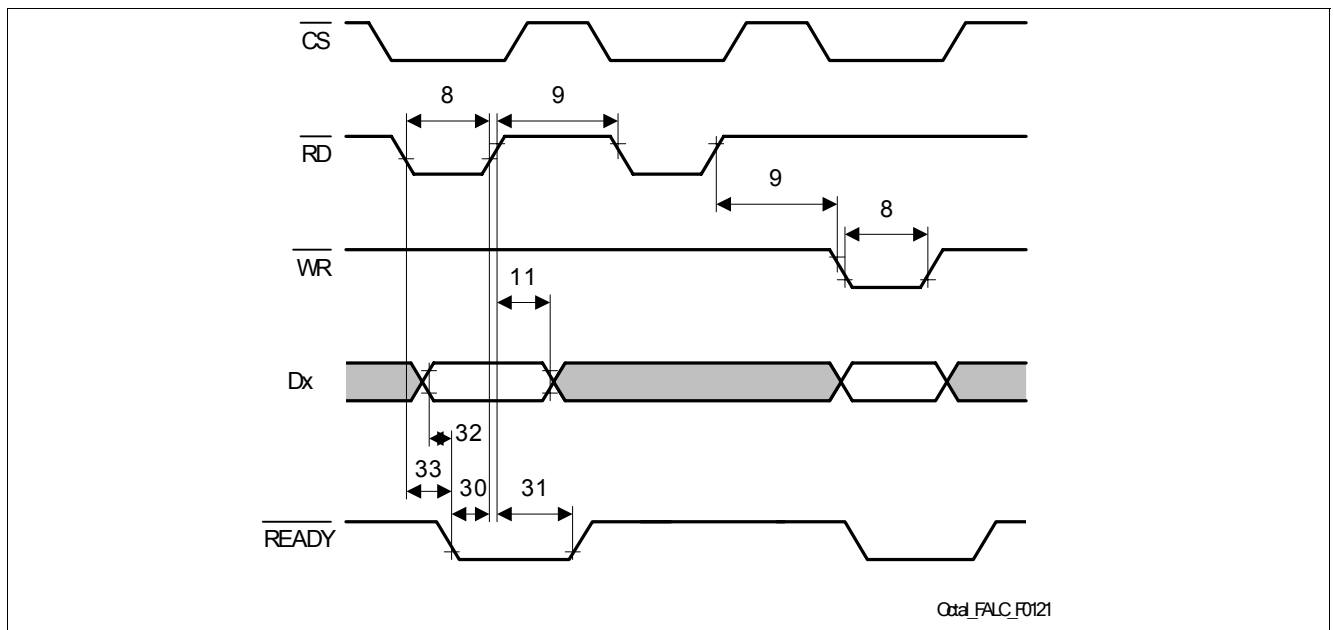 CS
8 9
RD
9
8
WR
11
Dx
32
33
30 31
READY
Octal_FALC_F0121